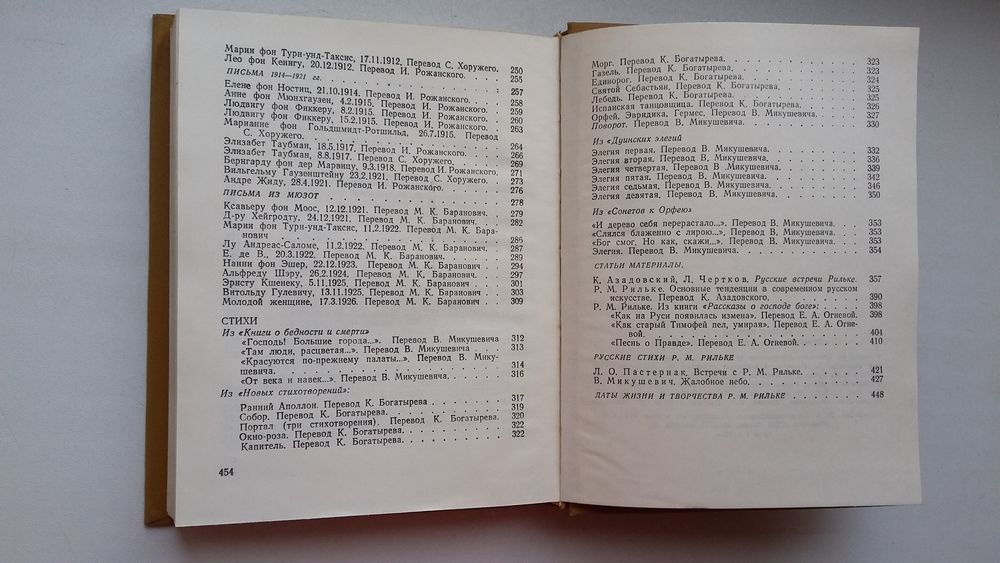 Марии фон Турн-унд-Таксис, 17.11.1912, Перевод С. Хоружего. 250
Лео фон Кенигу, 20.12.1912. Перевод И. Рожанского. . . . 255
ПИСЬМА 1914—1921 гг. . . . . . . . . . . . . . . . 257
Елене фон Ностиц, 21.10.1914. Перевод И. Рожанского. . . 258
Анне фон Мюнхгаузен, 4.2.1915. Перевод И. Рожанского. . 259
Людвигу фон Фиккеру, 8.2.1915. Перевод И. Рожанского. . 260
Людвигу фон Фиккеру, 15.2.1915. Перевод И. Рожанского. . 263
Марианне фон Гольдшмидт-Ротшильд, 26.7.1915. Перевод
С. Хоружего. . . . . . . . . . . . . . . . . 264
Элизабет Таубман, 18.5.1917. Перевод И. Рожанского. . . . 266
Элизабет Таубман, 8.8.1917. Перевод С. Хоружего. . . . 269
Бернгарду фон дер Марвицу, 9.3.1918. Перевод И. Рожанского. 271
Вильгельму Гаузенштейну 23.2.1921. Перевод С. Хоружего. . 273
Андре Жиду, 28.4.1921. Перевод И. Рожанского. . . . . . 276
ПИСЬМА ИЗ МЮЗОТ . . . . . . . . . . . . . . . . 278
Ксавьеру фон Моос, 12.12.1921. Перевод М. К. Баранович. . 279
Д-ру Хейгродту, 24.12.1921. Перевод М. К. Баранович. . . 282
Марии фон Турн-унд-Таксис, 11.2.1922. Перевод М. К. Бара-
нович . . . . . . . . . . . . . . . . . . . 286
Лу Андреас-Саломе, 11.2.1922. Перевод М. К. Баранович. . 287
Е. де В., 20.3.1922. Перевод М. К. Баранович. . . . . . 289
Нанни фон Эшер, 22.12.1923. Перевод М. К. Баранович. . . 294
Альфреду Шэру, 26.2.1924. Перевод М. К. Баранович. . . 297
Эрнсту Кшенеку, 5.11.1925, Перевод М. К. Баранович. . . 301
Витольду Гулевичу, 13.11.1925. Перевод М. К. Баранович. . 303
Молодой женщине, 17.3.1926. Перевод М. К. Баранович . . 309
СТИХИ
Из «Книги о бедности и смерти»
«Господь! Большие города...». Перевод В. Микушевича 312
«Там люди, расцветая...». Перевод В. Микушевича . . 313
«Красуются по-прежнему палаты...». Перевод В. Мику-
шевича. . . . . . . . . . . . . . . . . . 314
«От века и навек...». Перевод В. Микушевича. . . . . 316
Из «Новых стихотворений»:
Ранний Аполлон. Перевод К. Богатырева . . . . . . 317
Собор. Перевод К. Богатырева. . . . . . . . . . . 319
Портал (три стихотворения). Перевод К. Богатырева. . 320
Окно-роза. Перевод К. Богатырева. . . . . . . . . 322
Капитель. Перевод К. Богатырева. . . . . . . . . . 322
454
Морг. Перевод К. Богатырева. . . . . . . . . . . 323
Газель. Перевод К. Богатырева. . . . . . . . . . . 323
Единорог. Перевод К. Богатырева. . . . . . . . . . 324
Святой Себастьян, Перевод К. Богатырева. . . . . . 325
Лебедь. Перевод К. Богатырева. . . . . . . . . . . 325
Испанская танцовщица. Перевод К. Богатырева. . . . 326
Орфей, Эвридика, Гермес, Перевод В. Микушевича. . . 327
Поворот. Перевод В. Микушевича. . . . . . . . . . 330
Из «Дуинских элегий
Элегия первая. Перевод В. Микушевича. . . . . . . 332
Элегия вторая. Перевод В. Микушевича. . . . . . . 336
Элегия четвертая, Перевод В. Микушевича. . . . . . 339
Элегия пятая. Перевод В. Микушевича. . . . . . . . 342
Элегия седьмая, Перевод В. Микушевича. . . . . . . 346
Элегия девятая, Перевод В. Микушевича. . . . . . . 350
Из «Сонетов к Орфею»
«И дерево себя перерастало...». Перевод В. Микушевича. . . 353
«Слился блаженно с лирою...». Перевод В. Микушевича. . . 353
«Бог смог. Но как, скажи...». Перевод В. Микушевича. . . 353
Элегия. Перевод В. Микушевича. . . . . . . . . . . 354
СТАТЬИ МАТЕРИАЛЫ.
К. Азадовский, Л. Чертков. Русские встречи Рильке. 357
Р. М. Рильке. Основные тенденции в современном русском
искусстве. Перевод К. Азадовского. . . . . . . . . 390
Р. М. Рильке. Из книги «Рассказы о господе боге»: . . . . 398
«Как на Руси появилась измена». Перевод Е. А. Огневой. 398
«Как старый Тимофей пел, умирая». Перевод Е. А. Огне-
вой. . . . . . . . . . . . . . . . . . . 404
«Песнь о Правде». Перевод Е. А. Огневой. . . . . . . 410
РУССКИЕ СТИХИ Р. М. РИЛЬКЕ
Л. О. Пастернак, Встречи с Р. М. Рильке. . . . . . . 421
В. Микушевич. Жалобное небо. . . . . . . . . . . . 427
ДАТЫ ЖИЗНИ И ТВОРЧЕСТВА Р. М. РИЛЬКЕ . . . . . . . 448